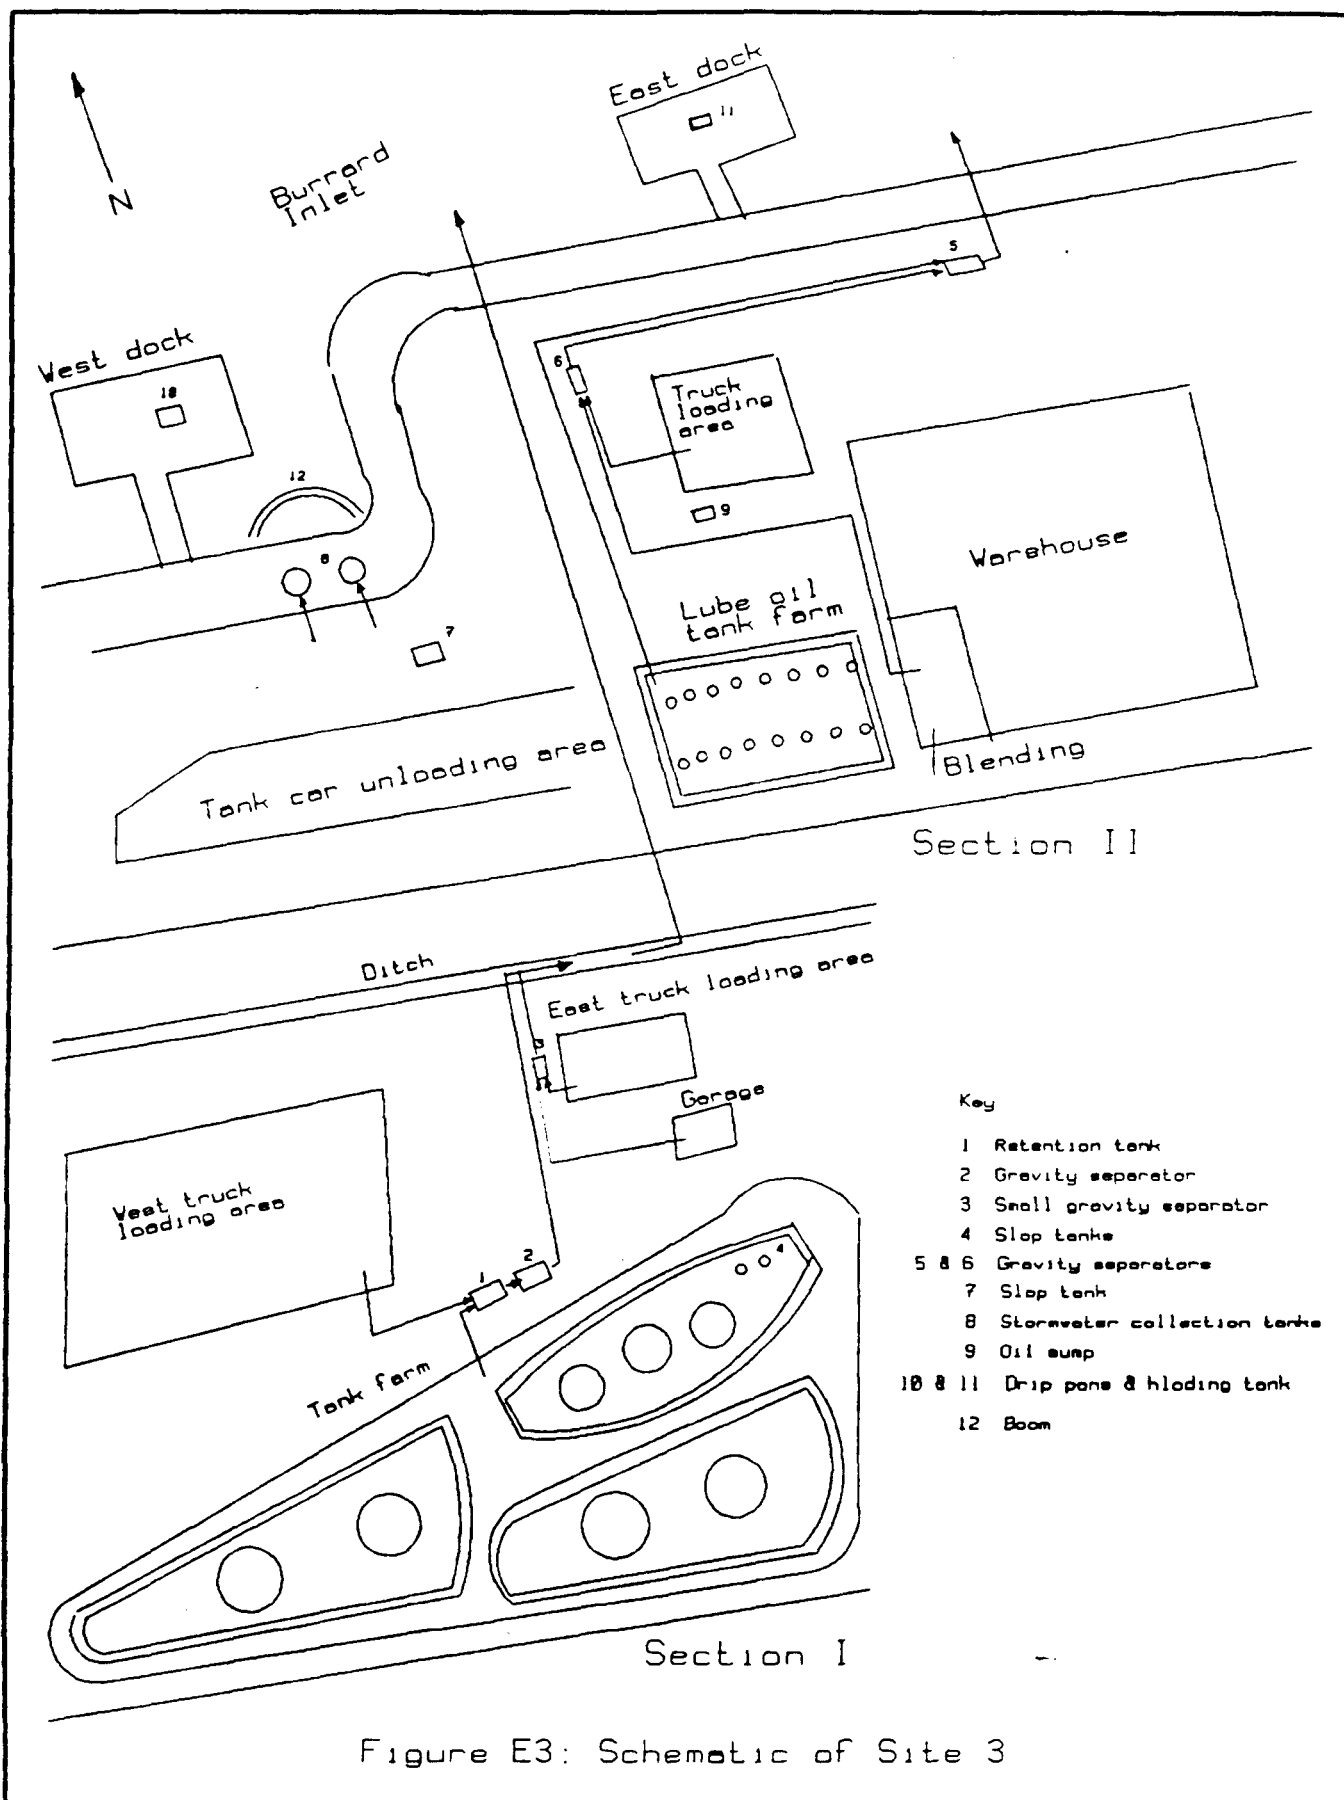 East dock
11
N
Burrard
Inlet
5
West dock
10
6
Truck
loading
area
12
9
8
Warehouse
7
Lube oil
tank farm
Tank car unloading area
Blending
Section II
Ditch
East truck loading area
3
Garage
West truck
loading area
2
1
4
Tank farm
Key
1 Retention tank
2 Gravity separator
3 Small gravity separator
4 Slop tanks
5 & 6 Gravity separators
7 Slop tank
8 Stormwater collection tanks
9 Oil sump
10 & 11 Drip pans & hloding tank
12 Boom
Section I
Figure E3: Schematic of Site 3